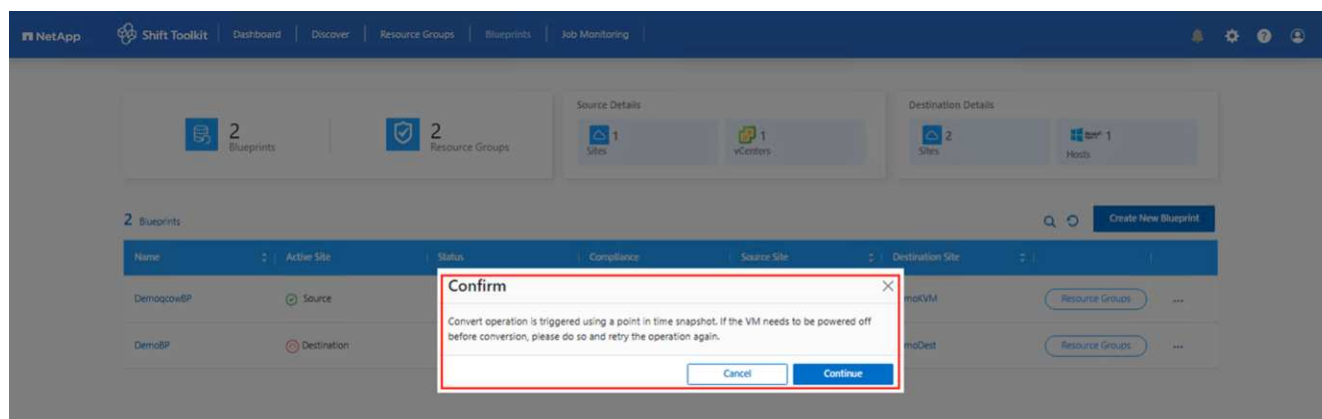 NetApp Shift Toolkit Dashboard Discover Resource Groups Blueprints Job Monitoring
Source Details Destination Details
2 Blueprints 2 Resource Groups 1 Sites 1 vCenters 2 Sites 1 Hosts
2 Blueprints Create New Blueprint
Name Active Site Status Compliance Source Site Destination Site
Confirm
DemoqcowBP Source moKVM Resource Groups ...
Convert operation is triggered using a point in time snapshot. If the VM needs to be powered off
before conversion, please do so and retry the operation again.
DemoBP Destination moDest Resource Groups ...
Cancel Continue